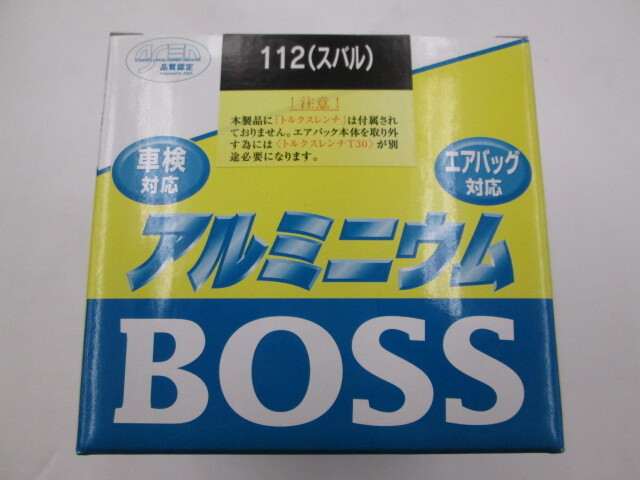 112(スバル)
品質認定
!注意!
本製品に「トルクスレンチ」は付属され
ておりません。エアバック本体を取り外
す為には〈トルクスレンチT30〉が別
途必要になります。
車検
対応
エアバッグ
対応
アルミニウム
BOSS